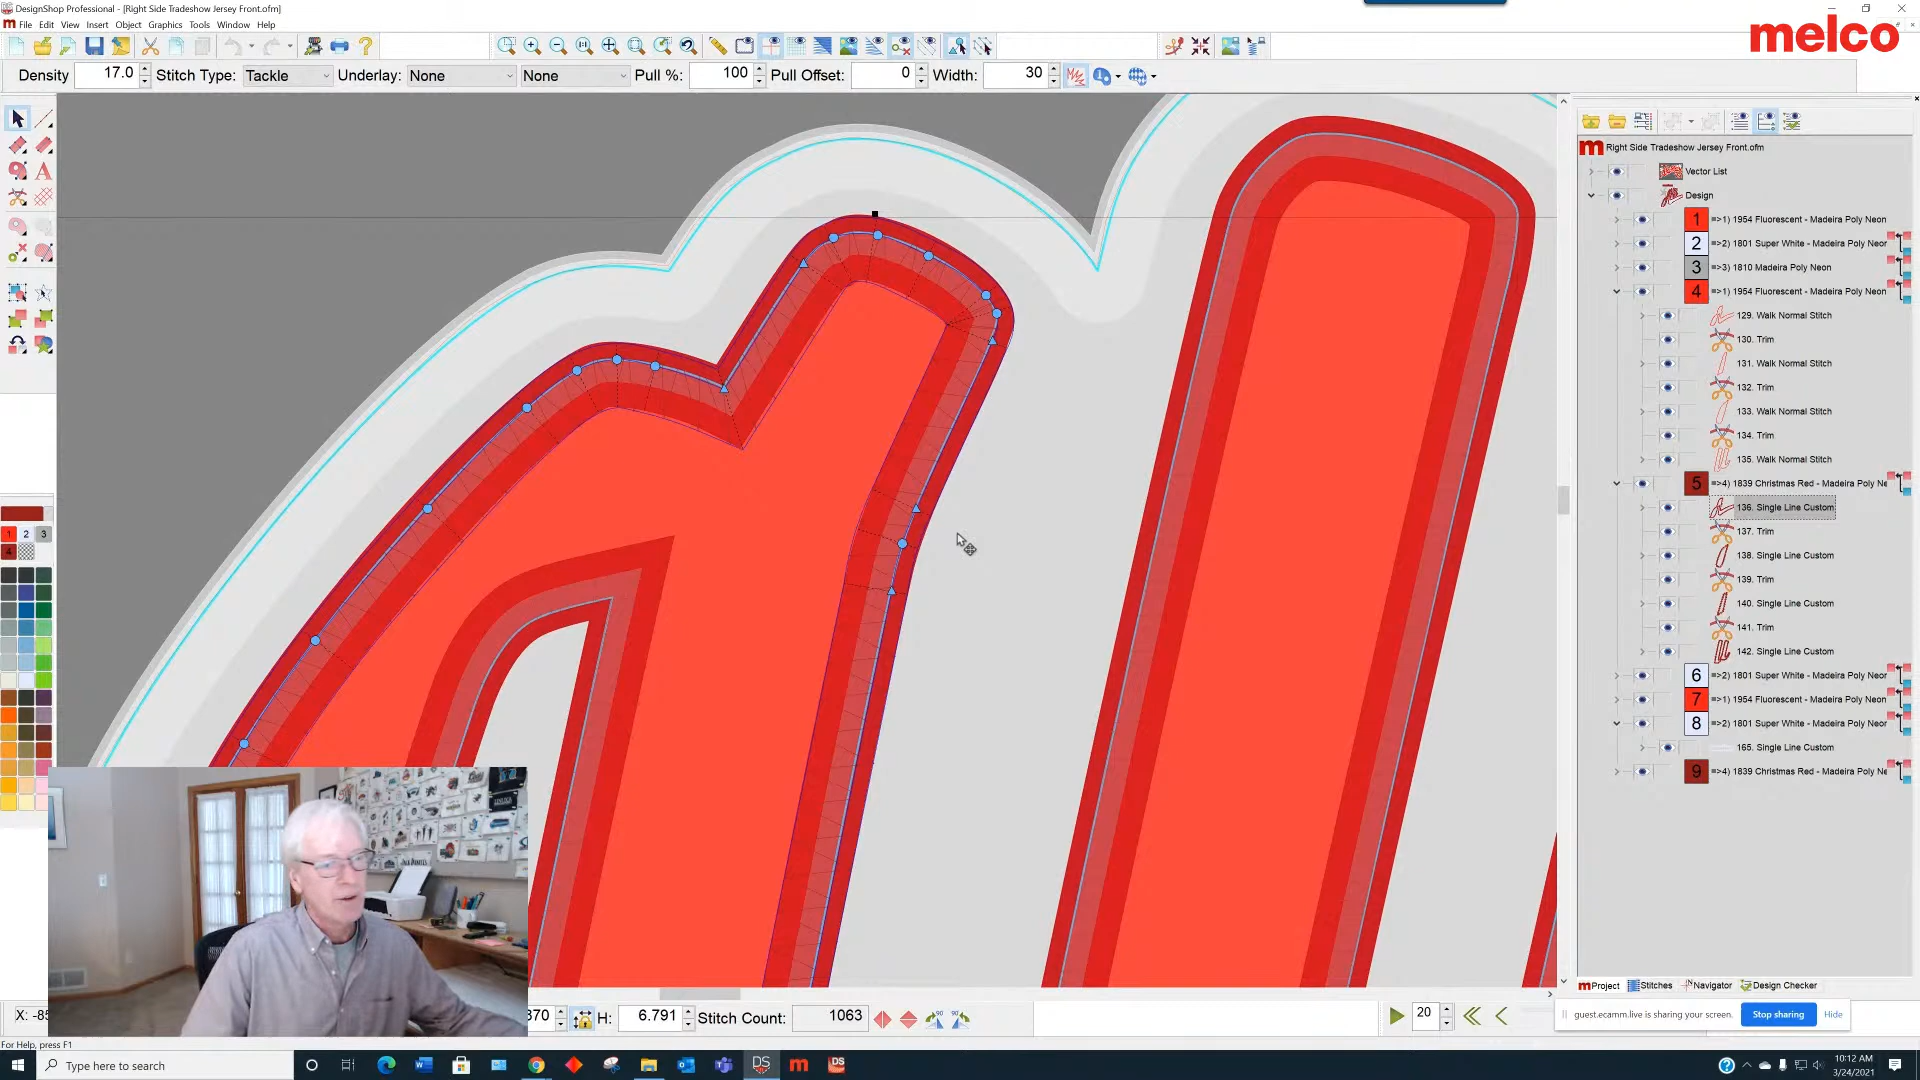 DesignShop Professional - [Right Side Tradeshow Jersey Front.ofm]
File Edit View Insert Object Graphics Tools Window Help
melco
Density 17.0 Stitch Type: Tackle Underlay: None None Pull %: 100 Pull Offset: 0 Width: 30
Right Side Tradeshow Jersey Front.ofm
Vector List
Design
1 =>1) 1954 Fluorescent - Madeira Poly Neon
2 =>2) 1801 Super White - Madeira Poly Neon
3 =>3) 1810 Madeira Poly Neon
4 =>1) 1954 Fluorescent - Madeira Poly Neon
129. Walk Normal Stitch
130. Trim
131. Walk Normal Stitch
132. Trim
133. Walk Normal Stitch
134. Trim
135. Walk Normal Stitch
5 =>4) 1839 Christmas Red - Madeira Poly Ne
136. Single Line Custom
137. Trim
138. Single Line Custom
139. Trim
140. Single Line Custom
141. Trim
142. Single Line Custom
6 =>2) 1801 Super White - Madeira Poly Neon
7 =>1) 1954 Fluorescent - Madeira Poly Neon
8 =>2) 1801 Super White - Madeira Poly Neon
165. Single Line Custom
9 =>4) 1839 Christmas Red - Madeira Poly Ne
1 2 3
4
Project Stitches Navigator Design Checker
X: -85 370 H: 6.791 Stitch Count: 1063 20
guest.ecamm.live is sharing your screen. Stop sharing Hide
For Help, press F1
Type here to search
10:12 AM
3/24/2021